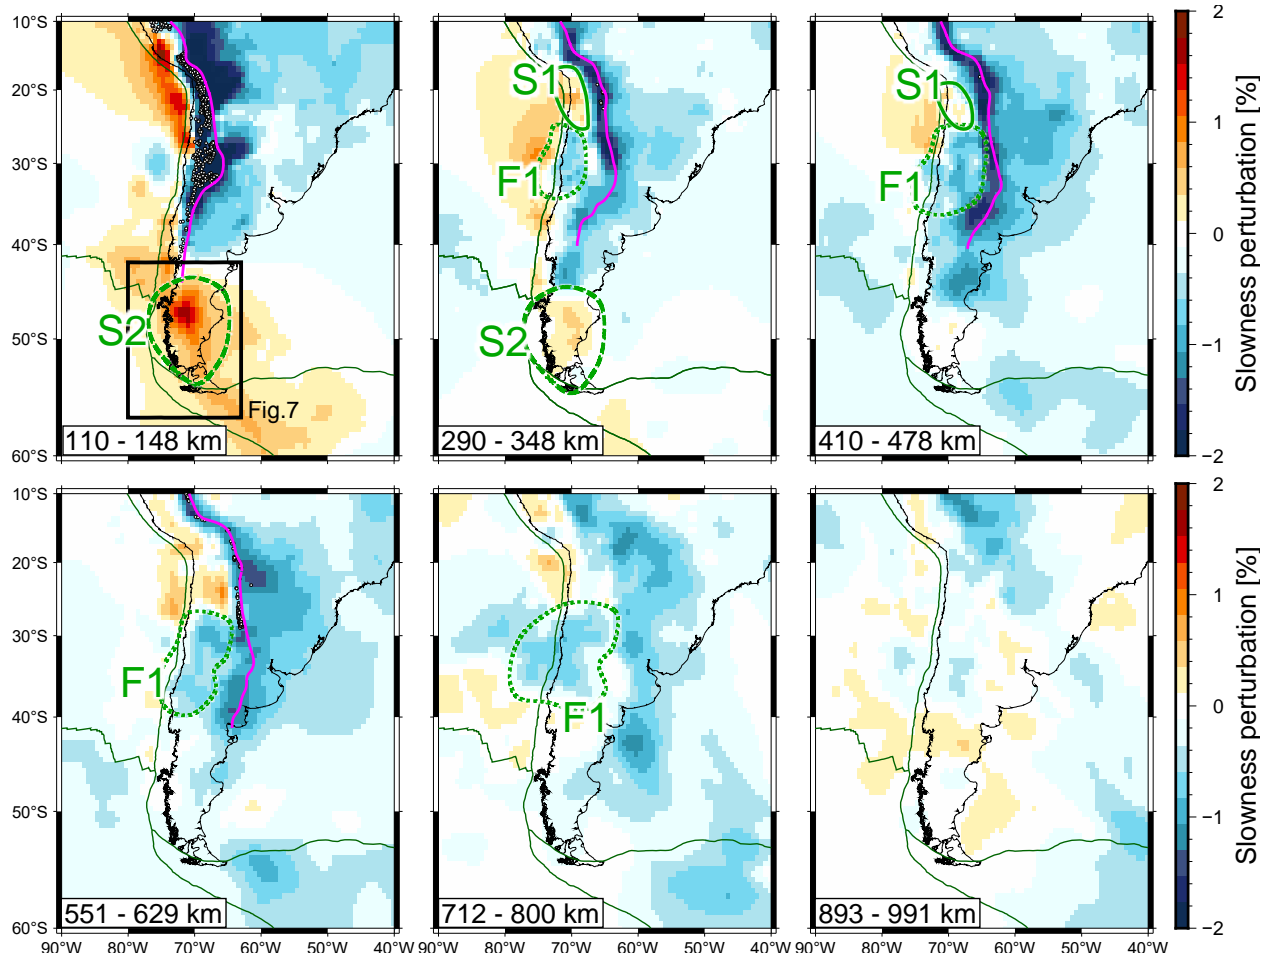 10°S
20°S
30°S
40°S
50°S
60°S
S2
Fig.7
110 - 148 km
S1
F1
S2
290 - 348 km
S1
F1
410 - 478 km
2
1
0
−1
−2
Slowness perturbation [%]
10°S
20°S
30°S
40°S
50°S
60°S
F1
551 - 629 km
F1
712 - 800 km
893 - 991 km
2
1
0
−1
−2
Slowness perturbation [%]
90°W 80°W 70°W 60°W 50°W 40°W
90°W 80°W 70°W 60°W 50°W 40°W
90°W 80°W 70°W 60°W 50°W 40°W